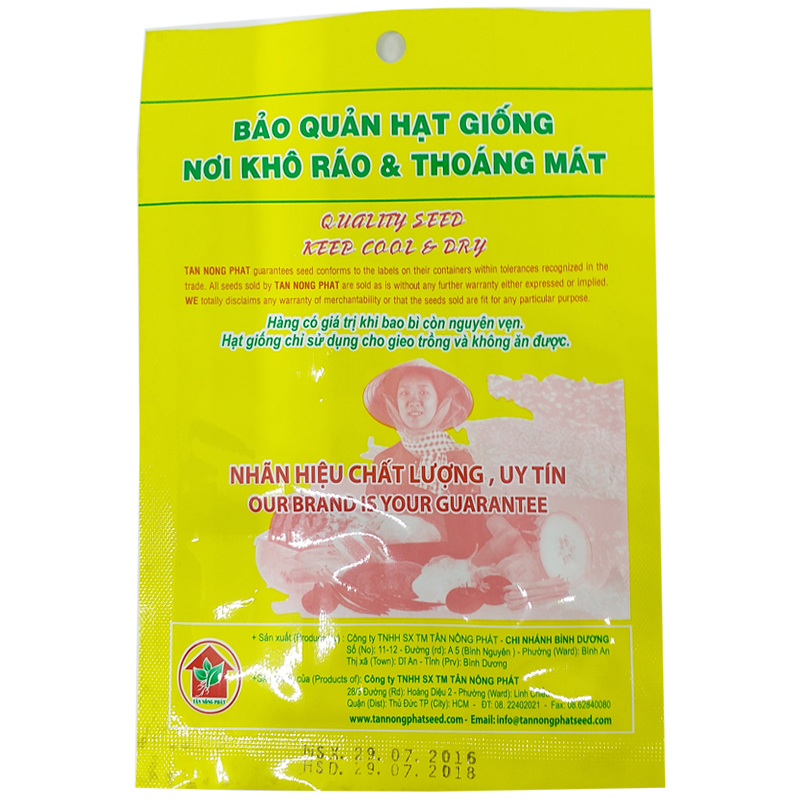 BẢO QUẢN HẠT GIỐNG
NƠI KHÔ RÁO & THOÁNG MÁT
QUALITY SEED
KEEP COOL & DRY
TAN NONG PHAT guarantees seed conforms to the labels on their containers within tolerances recognized in the
trade. All seeds sold by TAN NONG PHAT are sold as is without any further warranty either expressed or implied.
WE totally disclaims any warranty of merchantability or that the seeds sold are fit for any particular purpose.
Hàng có giá trị khi bao bì còn nguyên vẹn.
Hạt giống chỉ sử dụng cho gieo trồng và không ăn được.
NHÃN HIỆU CHẤT LƯỢNG , UY TÍN
OUR BRAND IS YOUR GUARANTEE
+ Sản xuất : Công ty TNHH SX TM TÂN NÔNG PHÁT - CHI NHÁNH BÌNH DƯƠNG
Số (No): 11-12 - Đường (rd): A 5 (Bình Nguyên ) - Phường (Ward): Bình An
Thị xã (Town): Dĩ An - Tỉnh (Prv): Bình Dương
của (Products of): Công ty TNHH SX TM TÂN NÔNG PHÁT
28/5 Đường (Rd): Hoàng Diệu 2 - Phường (Ward): Linh
Quận (Dist): Thủ Đức TP (City): HCM - ĐT: 08. 22402021 - Fax: 08.62840080
www.tannongphatseed.com - Email: info@tannongphatseed.com
TÂN NÔNG PHÁT
NSX. 29. 07. 2016
HSD. 29. 07. 2018